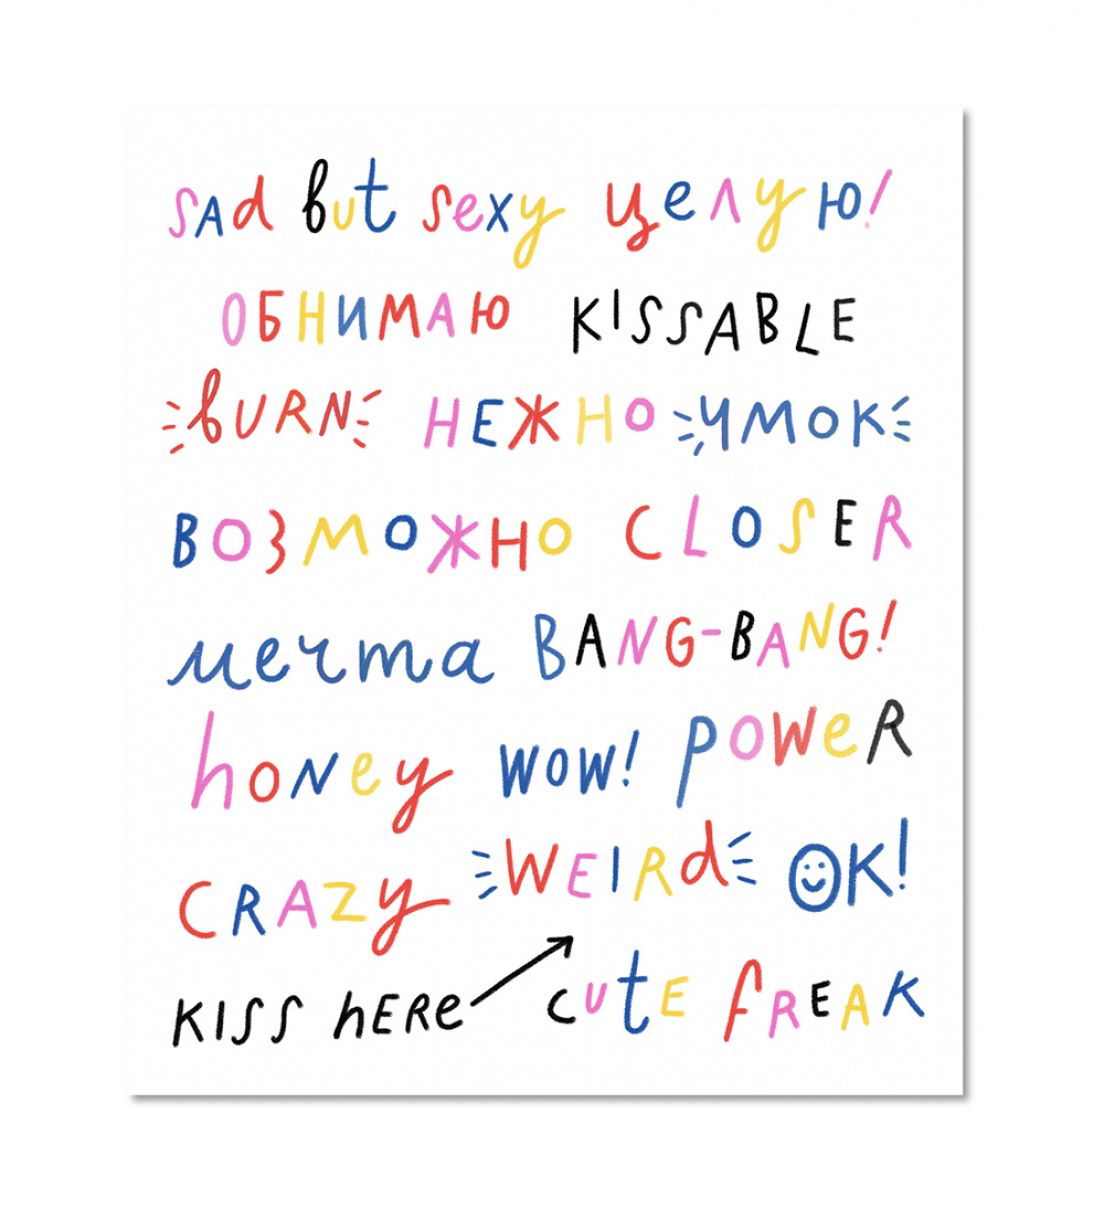 SAd but sexy целую!
ОБНИМАЮ KISSABLE
bURN НЕЖНО ЧМОК
ВОЗМОЖНО CLOSER
мечта BANG-BANG!
hoNey WOW! POWeR
CRAZy WEIRd OK!
KISS hERe CUtE fREAK